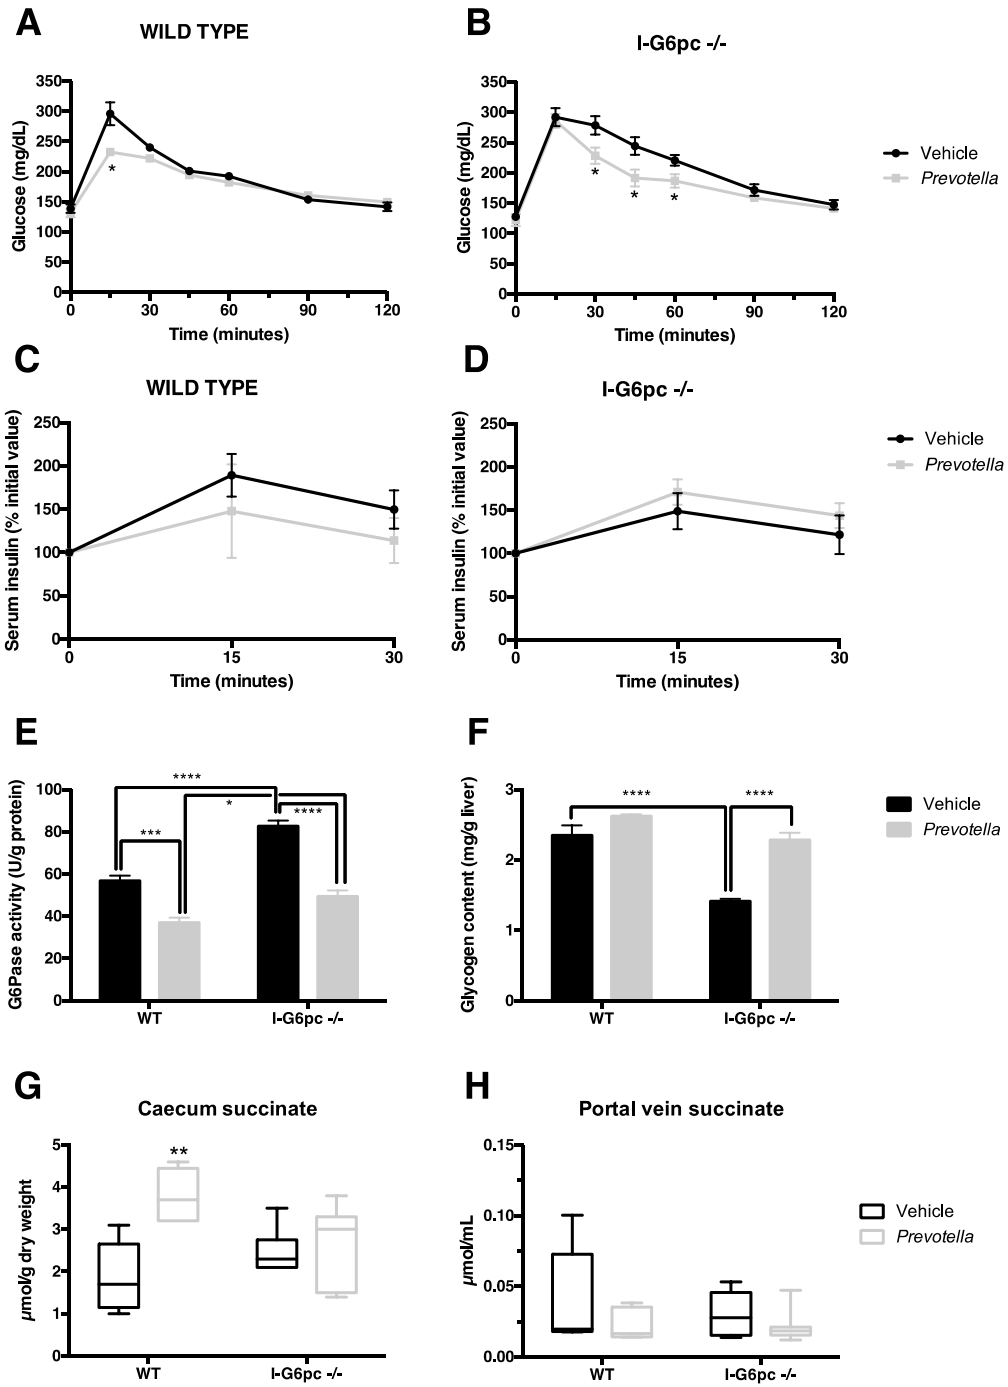 A
WILD TYPE
350
300
250
200
150
100
50
0
Glucose (mg/dL)
0
30
60
90
120
Time (minutes)
*
B
I-G6pc -/-
350
300
250
200
150
100
50
0
Glucose (mg/dL)
0
30
60
90
120
Time (minutes)
*
*
*
Vehicle
Prevotella
C
WILD TYPE
250
200
150
100
50
0
Serum insulin (% initial value)
0
15
30
Time (minutes)
D
I-G6pc -/-
250
200
150
100
50
0
Serum insulin (% initial value)
0
15
30
Time (minutes)
Vehicle
Prevotella
E
100
80
60
40
20
0
G6Pase activity (U/g protein)
****
*
****
***
WT
I-G6pc -/-
F
3
2
1
0
Glycogen content (mg/g liver)
****
****
WT
I-G6pc -/-
Vehicle
Prevotella
G
Caecum succinate
5
4
3
2
1
0
µmol/g dry weight
**
WT
I-G6pc -/-
H
Portal vein succinate
0.15
0.10
0.05
0.00
µmol/mL
WT
I-G6pc -/-
Vehicle
Prevotella